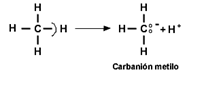 H H
H — C — ) H ⟶ H — C:⁻ + H⁺
H H
Carbanión metilo